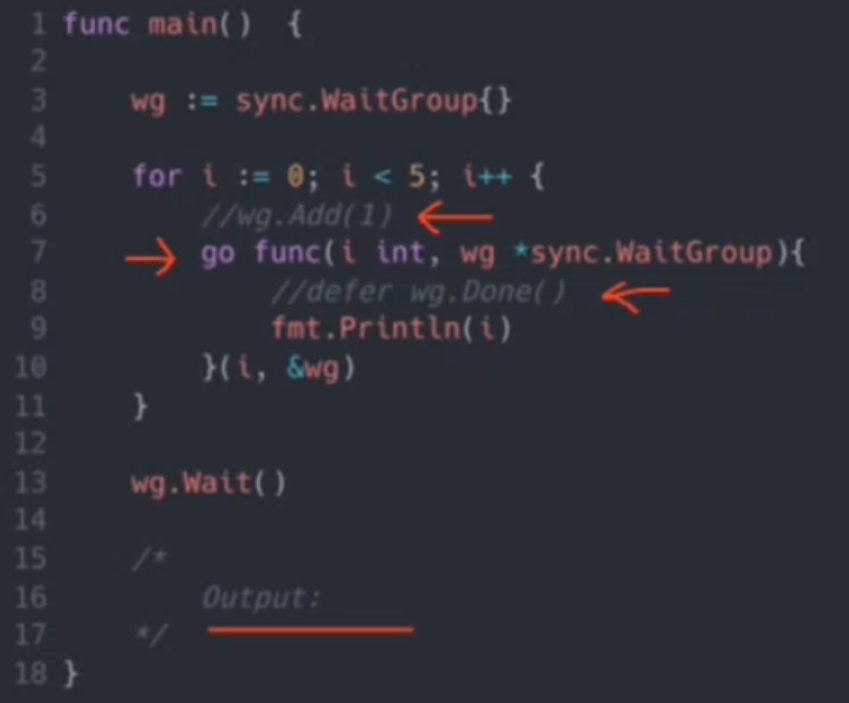 1 func main()  {
2
3     wg := sync.WaitGroup{}
4
5     for i := 0; i < 5; i++ {
6         //wg.Add(1)
7         go func(i int, wg *sync.WaitGroup){
8             //defer wg.Done()
9             fmt.Println(i)
10         }(i, &wg)
11     }
12
13     wg.Wait()
14
15     /*
16         Output:
17     */
18 }